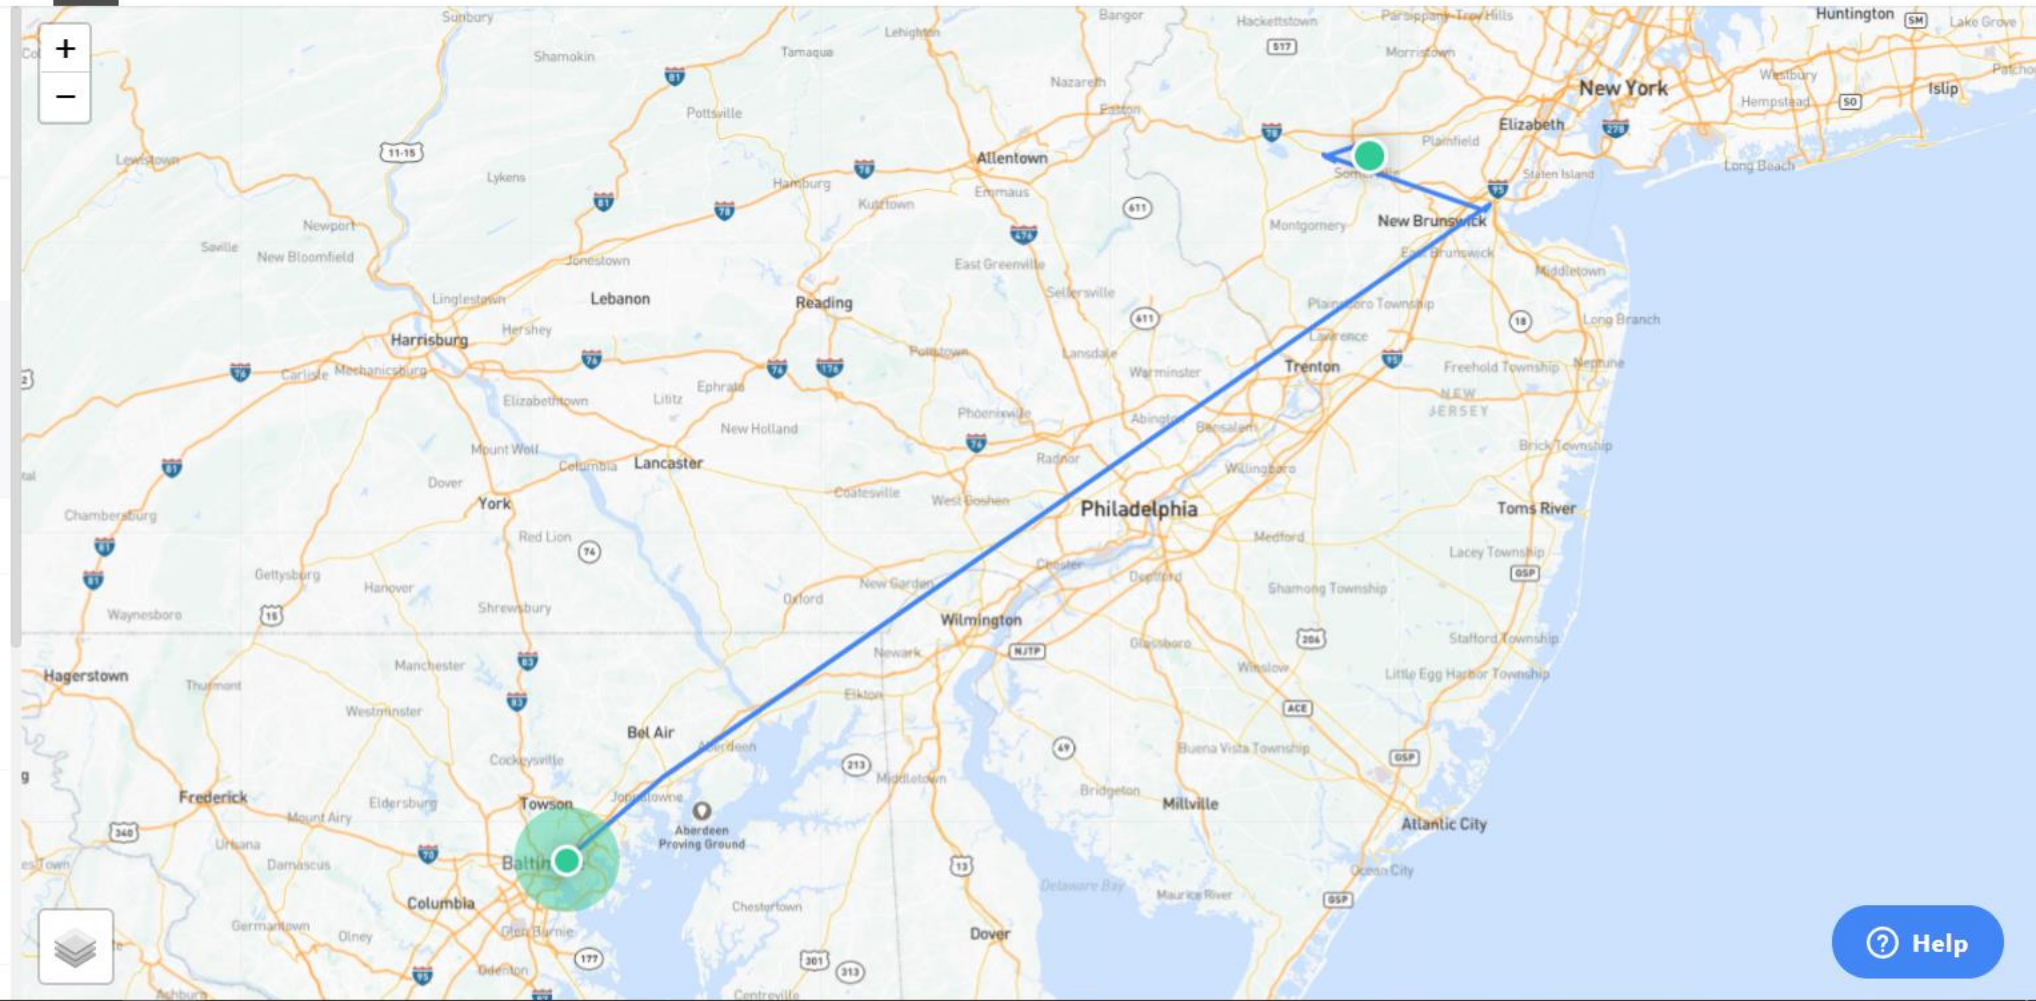 Sunbury
Bangor
Hackettstown
Parsippany-Troy Hills
Huntington
SM
Lake Grove
+
Shamokin
Tamaqua
Lehighton
517
Morristown
Westbury
−
81
Nazareth
New York
Islip
Pottsville
Easton
Hempstead
SO
11-15
78
Elizabeth
278
Lewistown
Allentown
Plainfield
Long Beach
78
Lykens
Hamburg
Emmaus
Staten Island
81
78
Kutztown
611
95
Newport
Montgomery
New Brunswick
Saville
New Bloomfield
476
East Brunswick
Jonestown
East Greenville
Middletown
Linglestown
Lebanon
Reading
Sellersville
Plainsboro Township
Harrisburg
Hershey
611
18
Long Branch
76
Carlisle
Mechanicsburg
76
76
176
Pottstown
Lansdale
Lawrence
Trenton
95
Freehold Township
Neptune
Elizabethtown
Lititz
Ephrata
Warminster
NEW
JERSEY
New Holland
Phoenixville
Abington
Bensalem
81
Mount Wolf
Columbia
Lancaster
76
Radnor
Willingboro
Brick Township
Dover
York
Coatesville
West Goshen
Philadelphia
Toms River
Chambersburg
81
Red Lion
74
Medford
Lacey Township
81
Gettysburg
Hanover
New Garden
Chester
Deptford
Shamong Township
GSP
Waynesboro
15
Shrewsbury
Oxford
Wilmington
206
Stafford Township
Hagerstown
Manchester
83
Newark
NJTP
Glassboro
Winslow
Little Egg Harbor Township
Thurmont
83
Elkton
ACE
Westminster
Bel Air
Aberdeen
49
Buena Vista Township
GSP
Cockeysville
213
Middletown
Frederick
Eldersburg
Towson
Bridgeton
Millville
340
Mount Airy
Aberdeen
Proving Ground
Atlantic City
Urbana
Damascus
70
13
Ocean City
Columbia
Delaware Bay
Maurice River
GSP
Germantown
Olney
Glen Burnie
Chestertown
Dover
177
301
313
95
Odenton
Ashburn
Centreville
Help